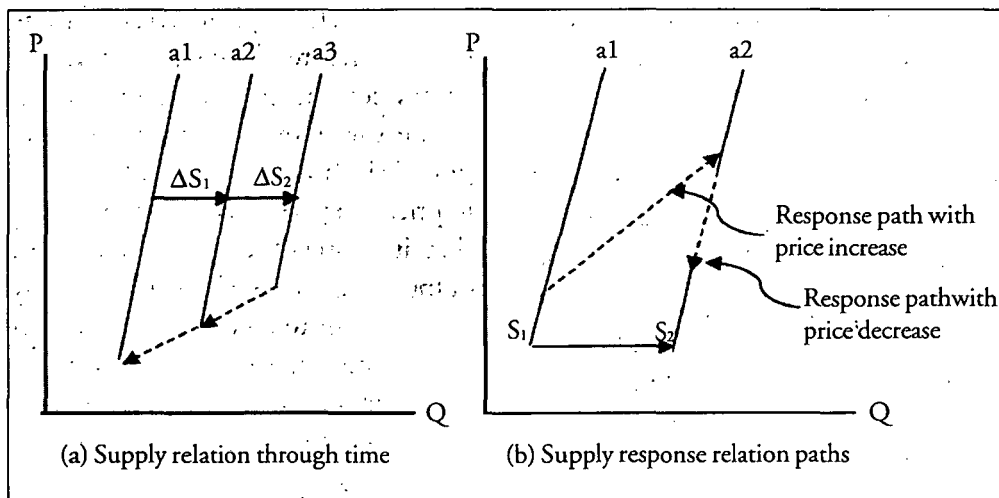 P
a1 a2 a3
ΔS₁ ΔS₂
Q
(a) Supply relation through time
P
a1 a2
Response path with
price increase
Response pathwith
price decrease
S₁ S₂
Q
(b) Supply response relation paths